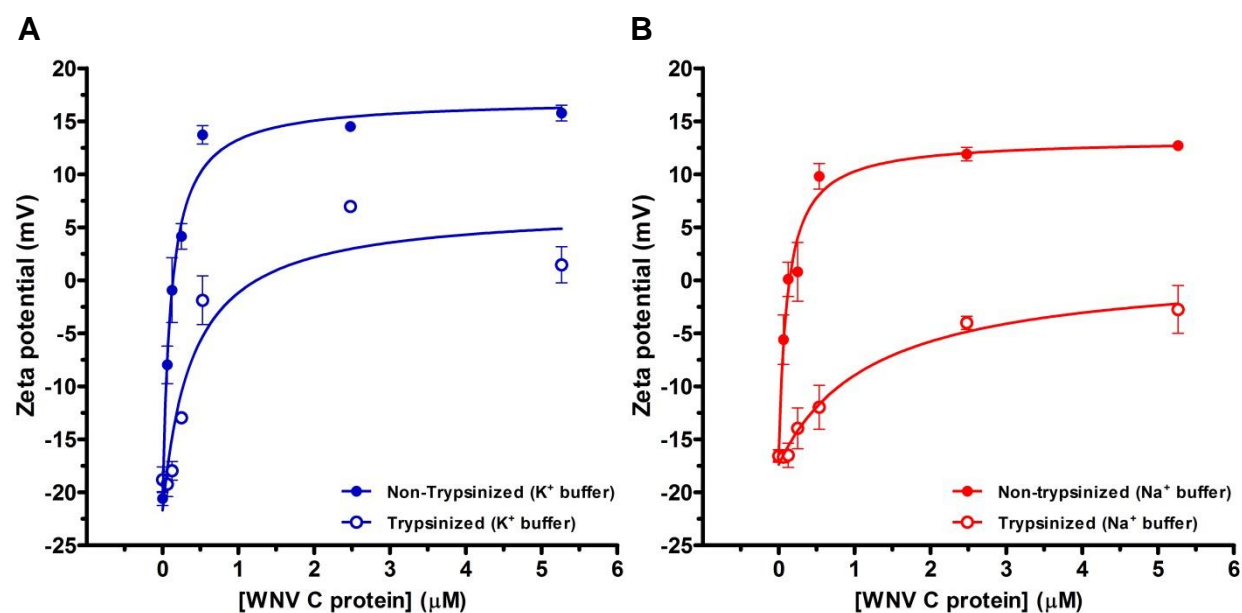 A
20
15
10
5
0
-5
-10
-15
-20
-25
Zeta potential (mV)
Non-Trypsinized (K⁺ buffer)
Trypsinized (K⁺ buffer)
0 1 2 3 4 5 6
[WNV C protein] (μM)
B
20
15
10
5
0
-5
-10
-15
-20
-25
Zeta potential (mV)
Non-trypsinized (Na⁺ buffer)
Trypsinized (Na⁺ buffer)
0 1 2 3 4 5 6
[WNV C protein] (μM)